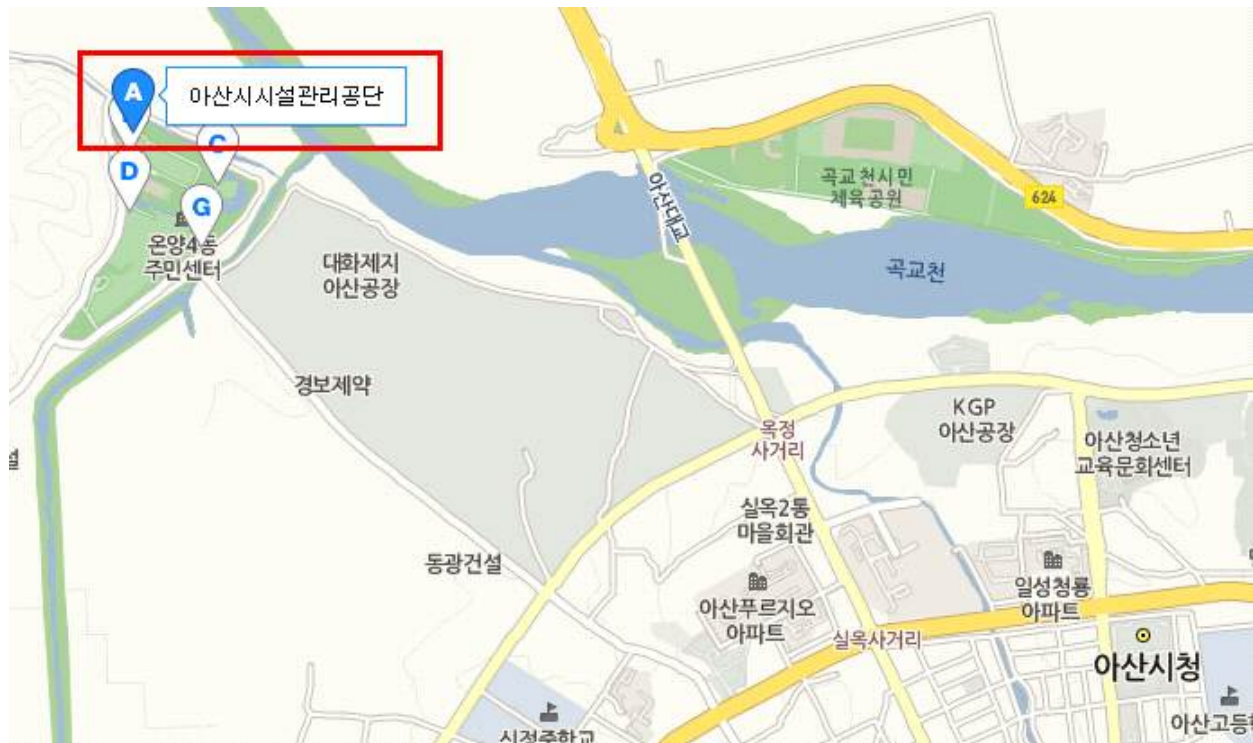 A
아산시시설관리공단
C
D
G
온양4동
주민센터
대화제지
아산공장
경보제약
동광건설
아산대교
곡교천시민
체육공원
624
곡교천
옥정
사거리
KGP
아산공장
아산청소년
교육문화센터
실옥2통
마을회관
아산푸르지오
아파트
일성청룡
아파트
실옥사거리
아산시청